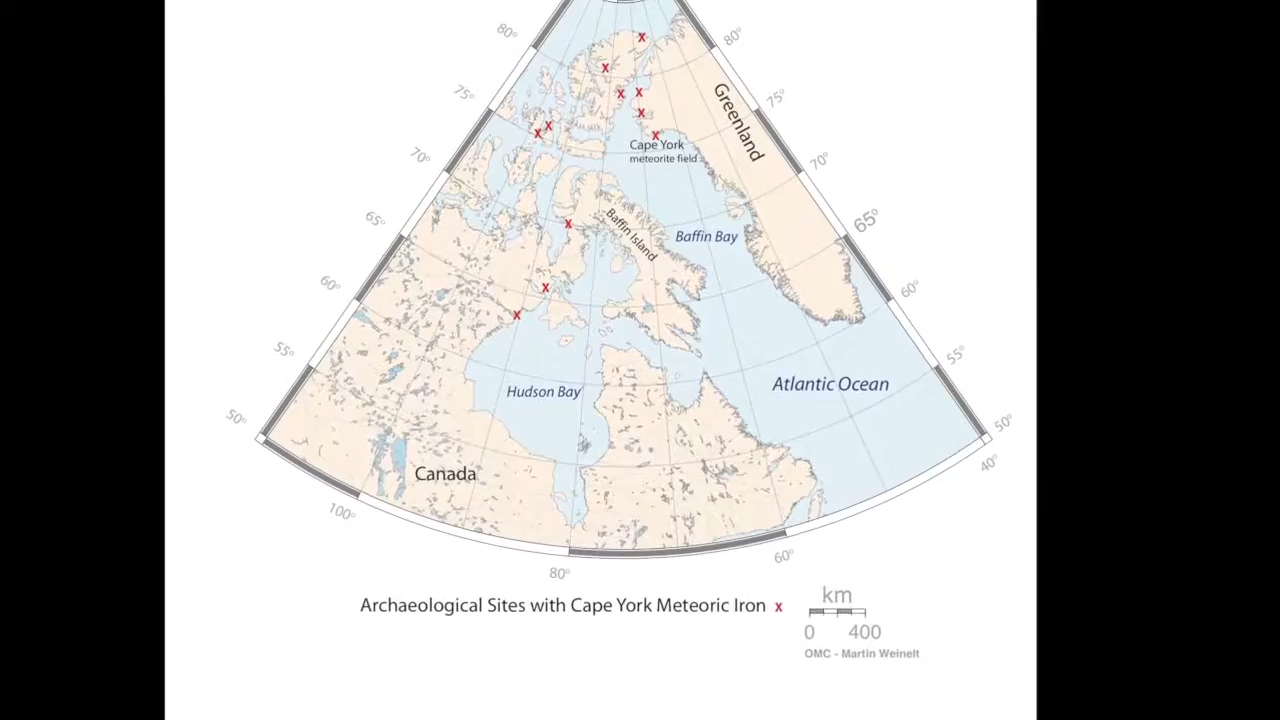 80°
80°
75°
75°
Greenland
Cape York
meteorite field
70°
70°
65°
65°
Baffin Island
Baffin Bay
60°
60°
55°
55°
Atlantic Ocean
Hudson Bay
50°
50°
Canada
40°
100°
60°
80°
Archaeological Sites with Cape York Meteoric Iron x
km
0 400
OMC - Martin Weinelt